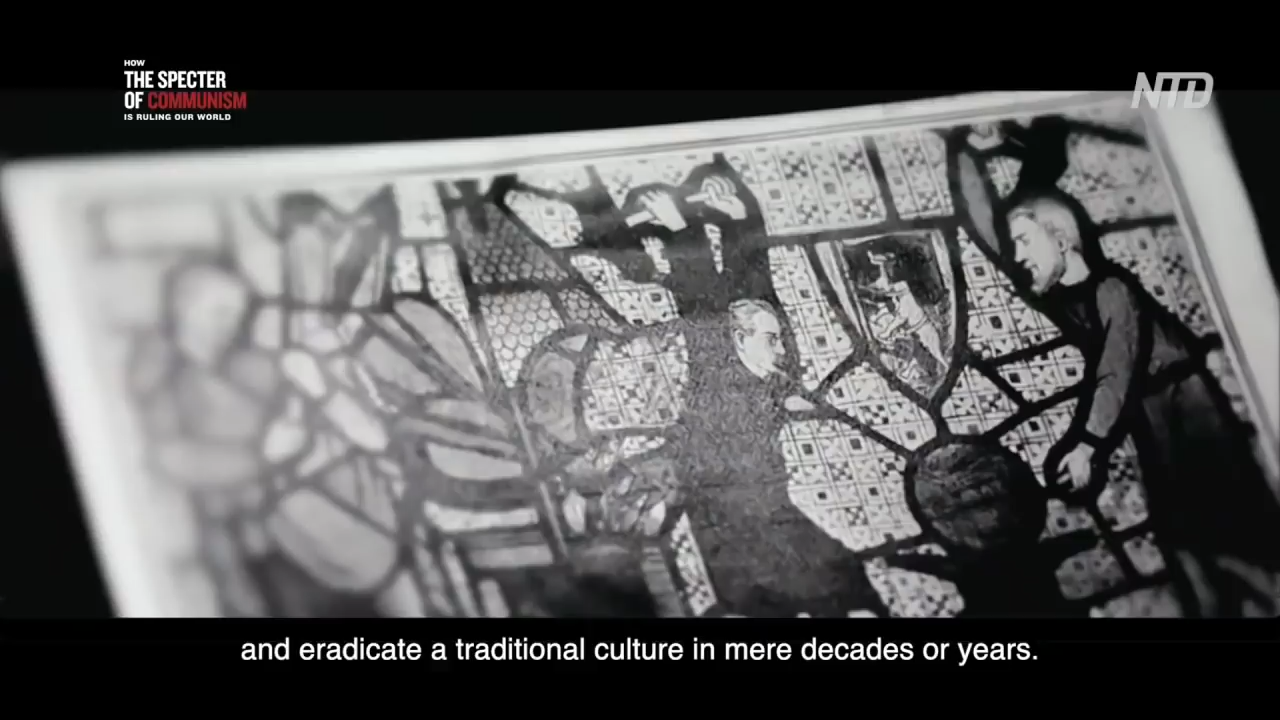 HOW
THE SPECTER
OF COMMUNISM
IS RULING OUR WORLD
NTD
and eradicate a traditional culture in mere decades or years.